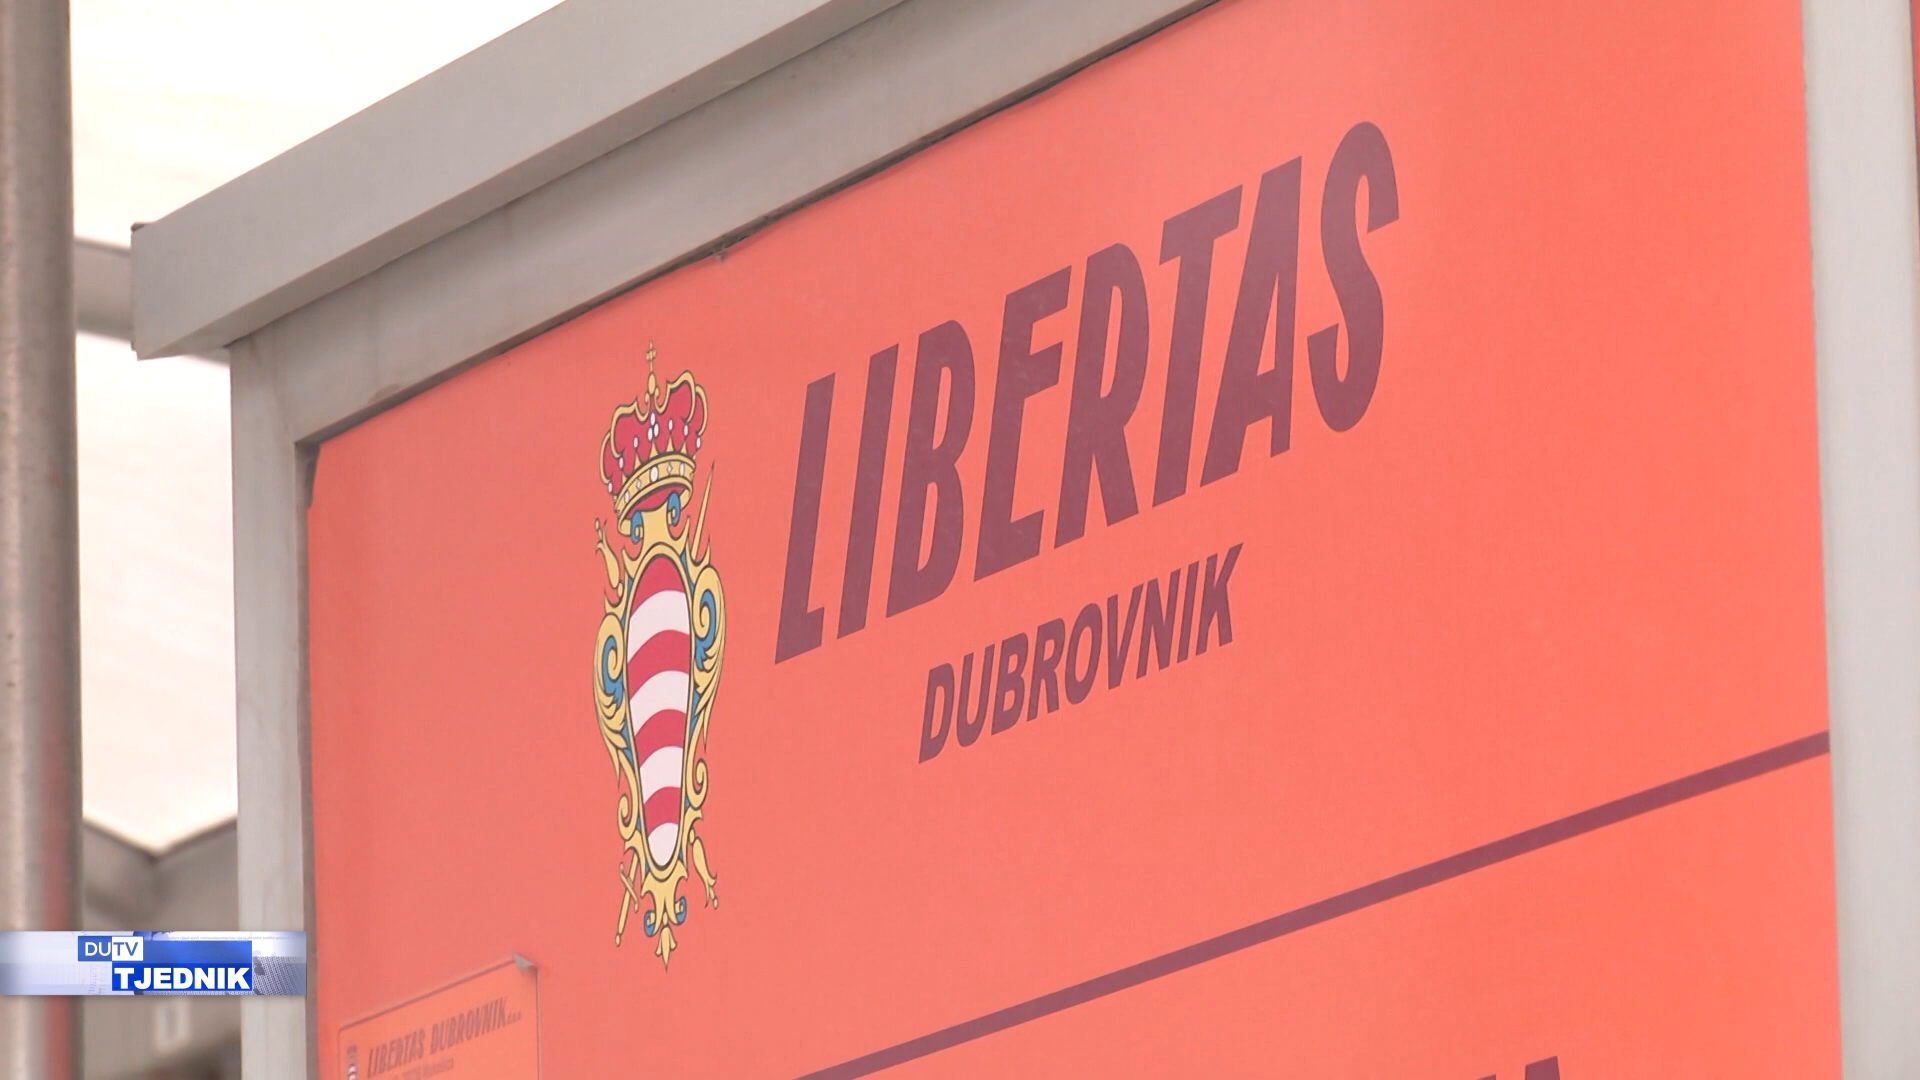 LIBERTAS
DUBROVNIK
DUTV
TJEDNIK
LIBERTAS DUBROVNIK d.o.o.